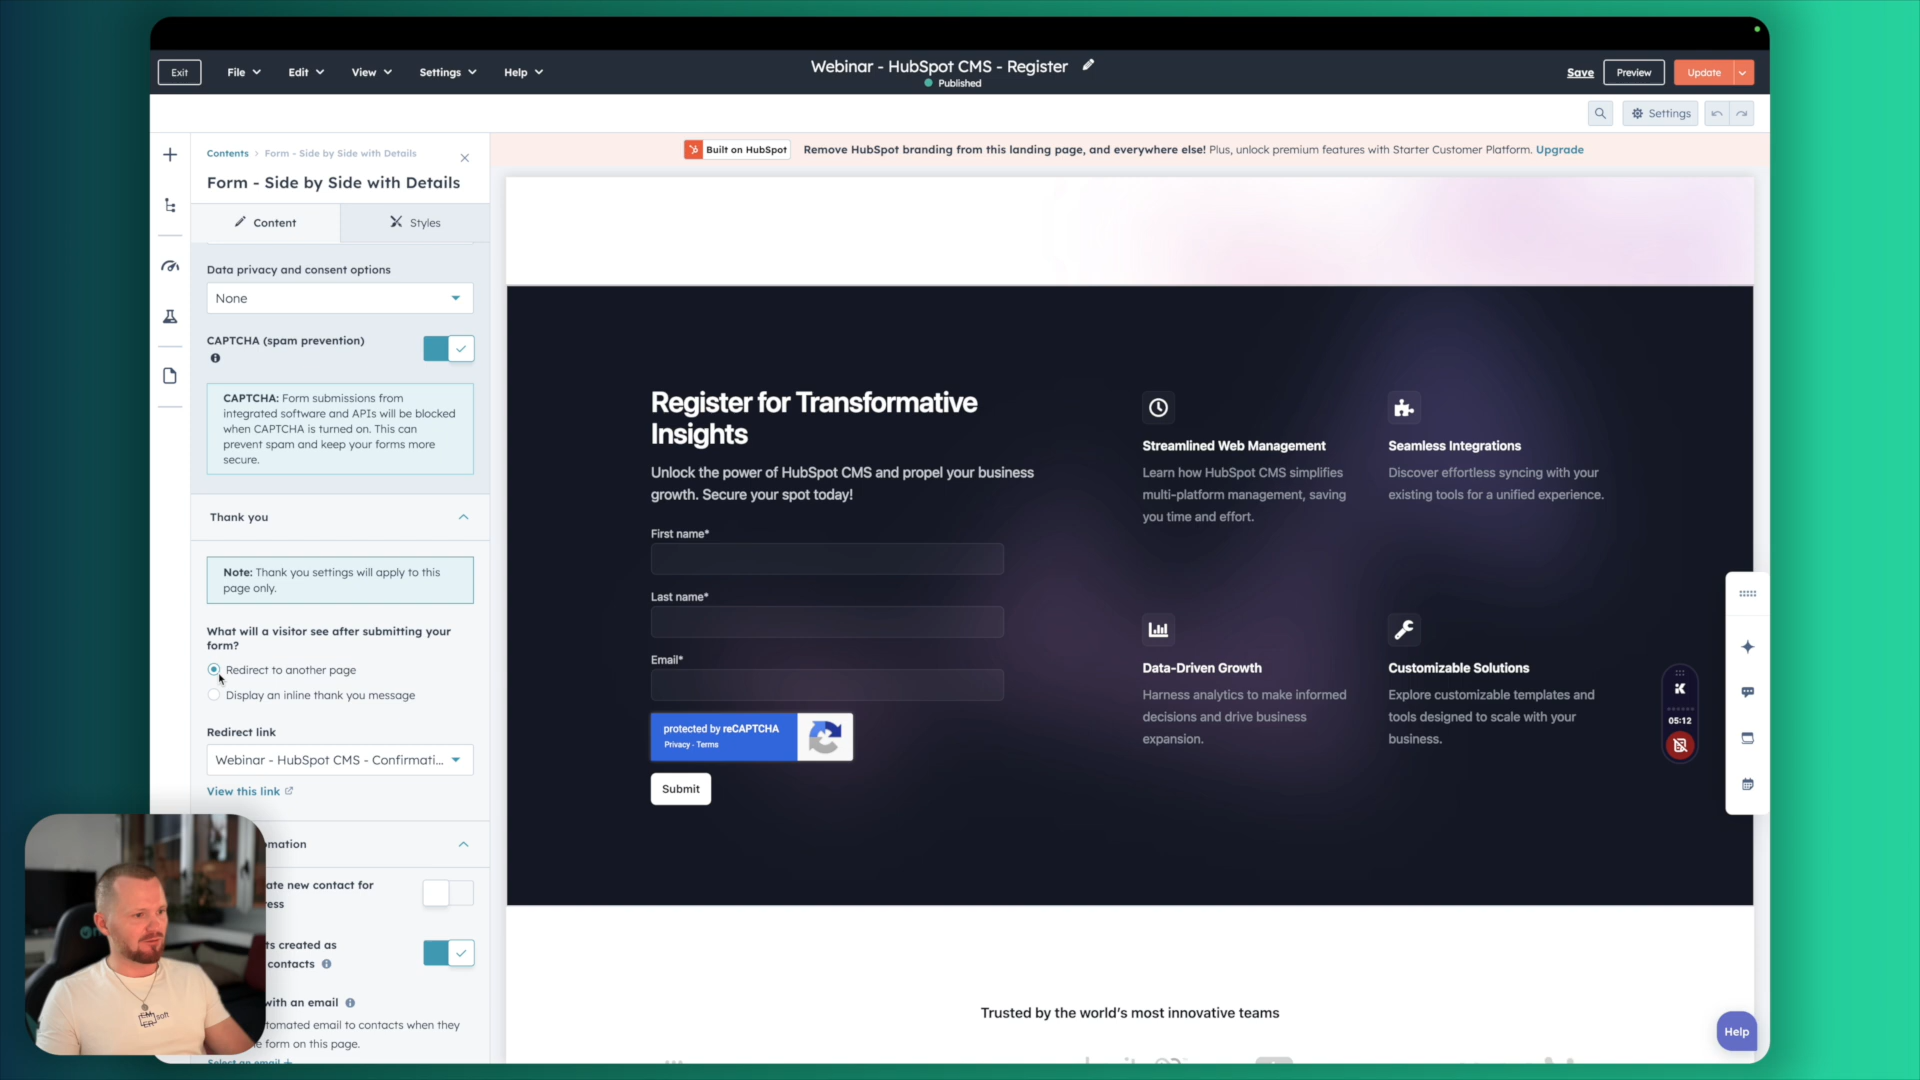 Exit
File
Edit
View
Settings
Help
Webinar - HubSpot CMS - Register
Published
Save
Preview
Update
Settings
Contents > Form - Side by Side with Details
Form - Side by Side with Details
Content
Styles
Data privacy and consent options
None
CAPTCHA (spam prevention)
CAPTCHA: Form submissions from
integrated software and APIs will be blocked
when CAPTCHA is turned on. This can
prevent spam and keep your forms more
secure.
Thank you
Note: Thank you settings will apply to this
page only.
What will a visitor see after submitting your
form?
Redirect to another page
Display an inline thank you message
Redirect link
Webinar - HubSpot CMS - Confirmati...
View this link
mation
ate new contact for
ess
ts created as
contacts
with an email
tomated email to contacts when they
e form on this page.
Select an email +
Built on HubSpot
Remove HubSpot branding from this landing page, and everywhere else! Plus, unlock premium features with Starter Customer Platform. Upgrade
Register for Transformative
Insights
Unlock the power of HubSpot CMS and propel your business
growth. Secure your spot today!
First name*
Last name*
Email*
protected by reCAPTCHA
Privacy - Terms
Submit
Streamlined Web Management
Learn how HubSpot CMS simplifies
multi-platform management, saving
you time and effort.
Seamless Integrations
Discover effortless syncing with your
existing tools for a unified experience.
Data-Driven Growth
Harness analytics to make informed
decisions and drive business
expansion.
Customizable Solutions
Explore customizable templates and
tools designed to scale with your
business.
05:12
Trusted by the world's most innovative teams
Help